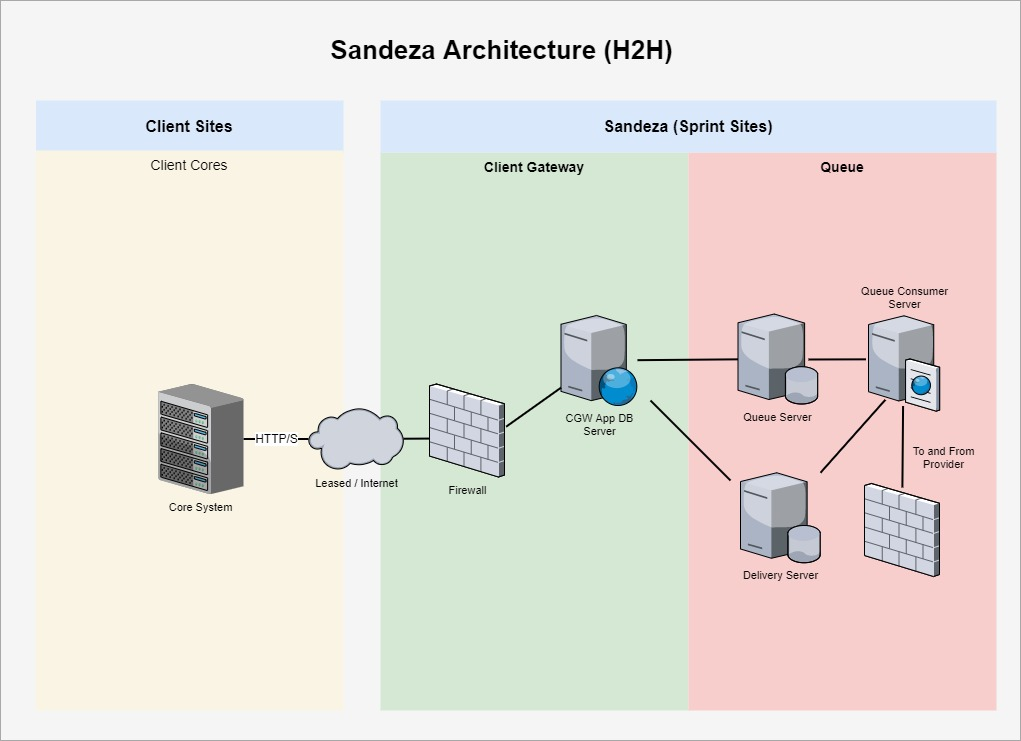 Sandeza Architecture (H2H)
Client Sites
Sandeza (Sprint Sites)
Client Cores
Client Gateway
Queue
Queue Consumer
Server
HTTP/S
Queue Server
CGW App DB
Server
To and From
Provider
Leased / Internet
Firewall
Core System
Delivery Server